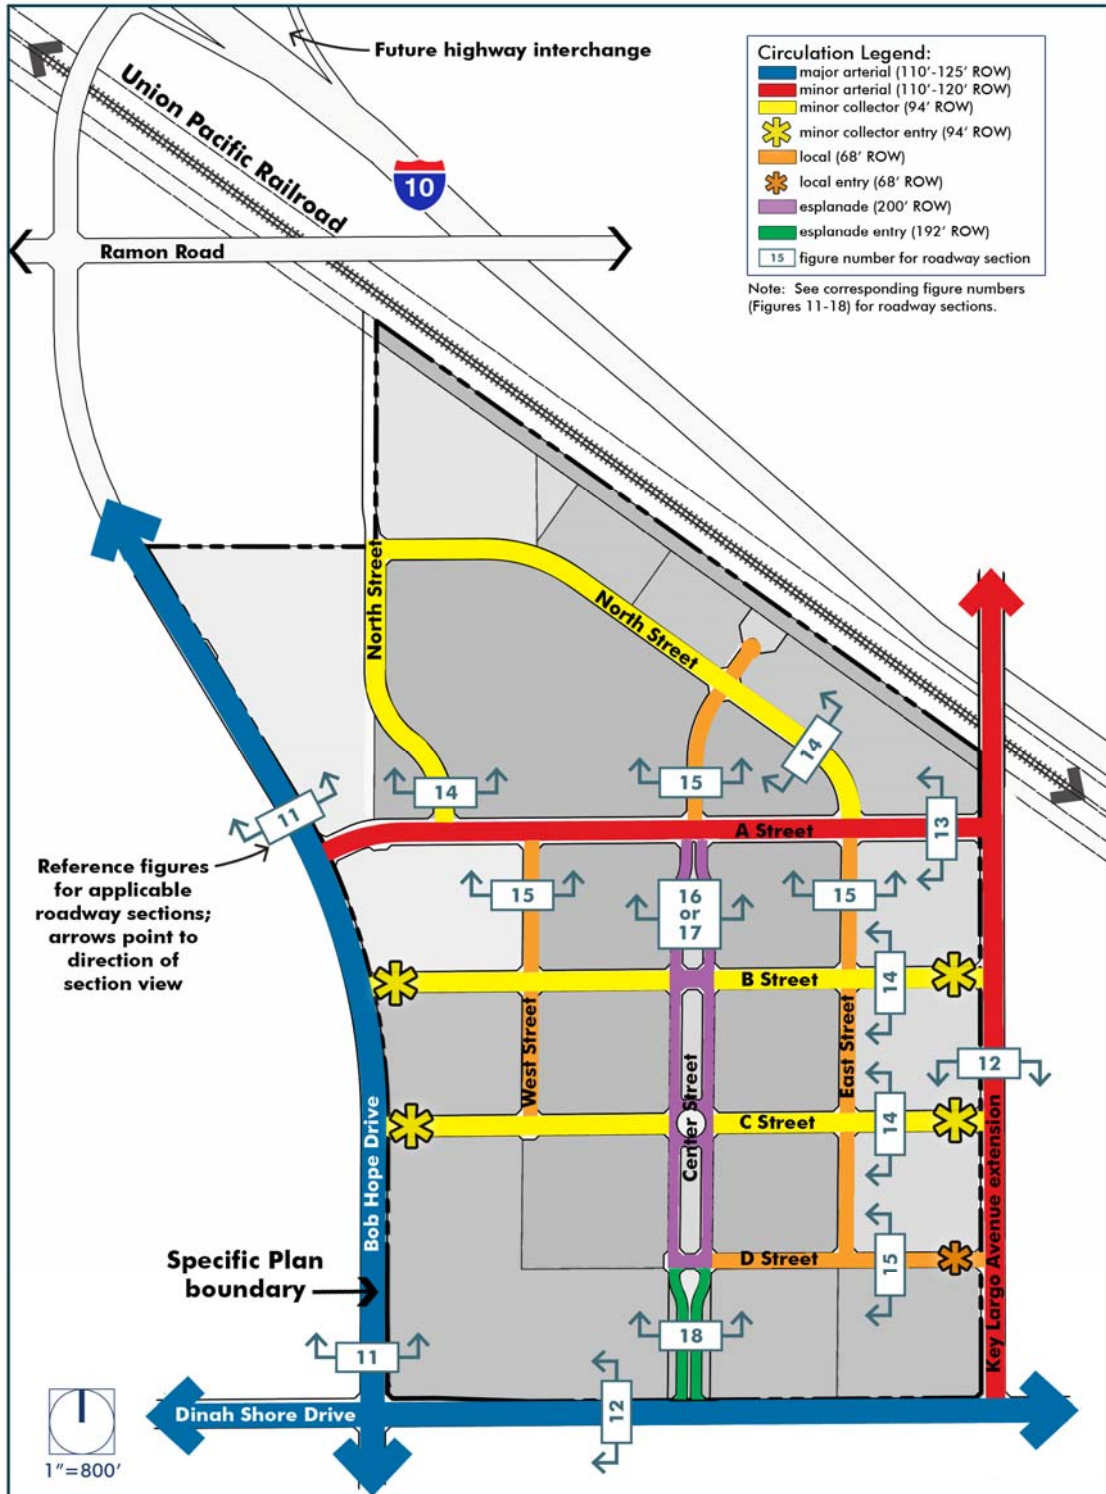 Future highway interchange
Circulation Legend:
major arterial (110'-125' ROW)
minor arterial (110'-120' ROW)
minor collector (94' ROW)
minor collector entry (94' ROW)
local (68' ROW)
local entry (68' ROW)
esplanade (200' ROW)
esplanade entry (192' ROW)
15 figure number for roadway section
Note: See corresponding figure numbers
(Figures 11-18) for roadway sections.
Union Pacific Railroad
10
Ramon Road
North Street
North Street
14
14
15
11
A Street
13
Reference figures
for applicable
roadway sections;
arrows point to
direction of
section view
15
16
or
17
15
B Street
14
West Street
East Street
12
Center Street
C Street
14
Bob Hope Drive
Key Largo Avenue extension
Specific Plan
boundary
D Street
15
18
11
12
Dinah Shore Drive
1"=800'